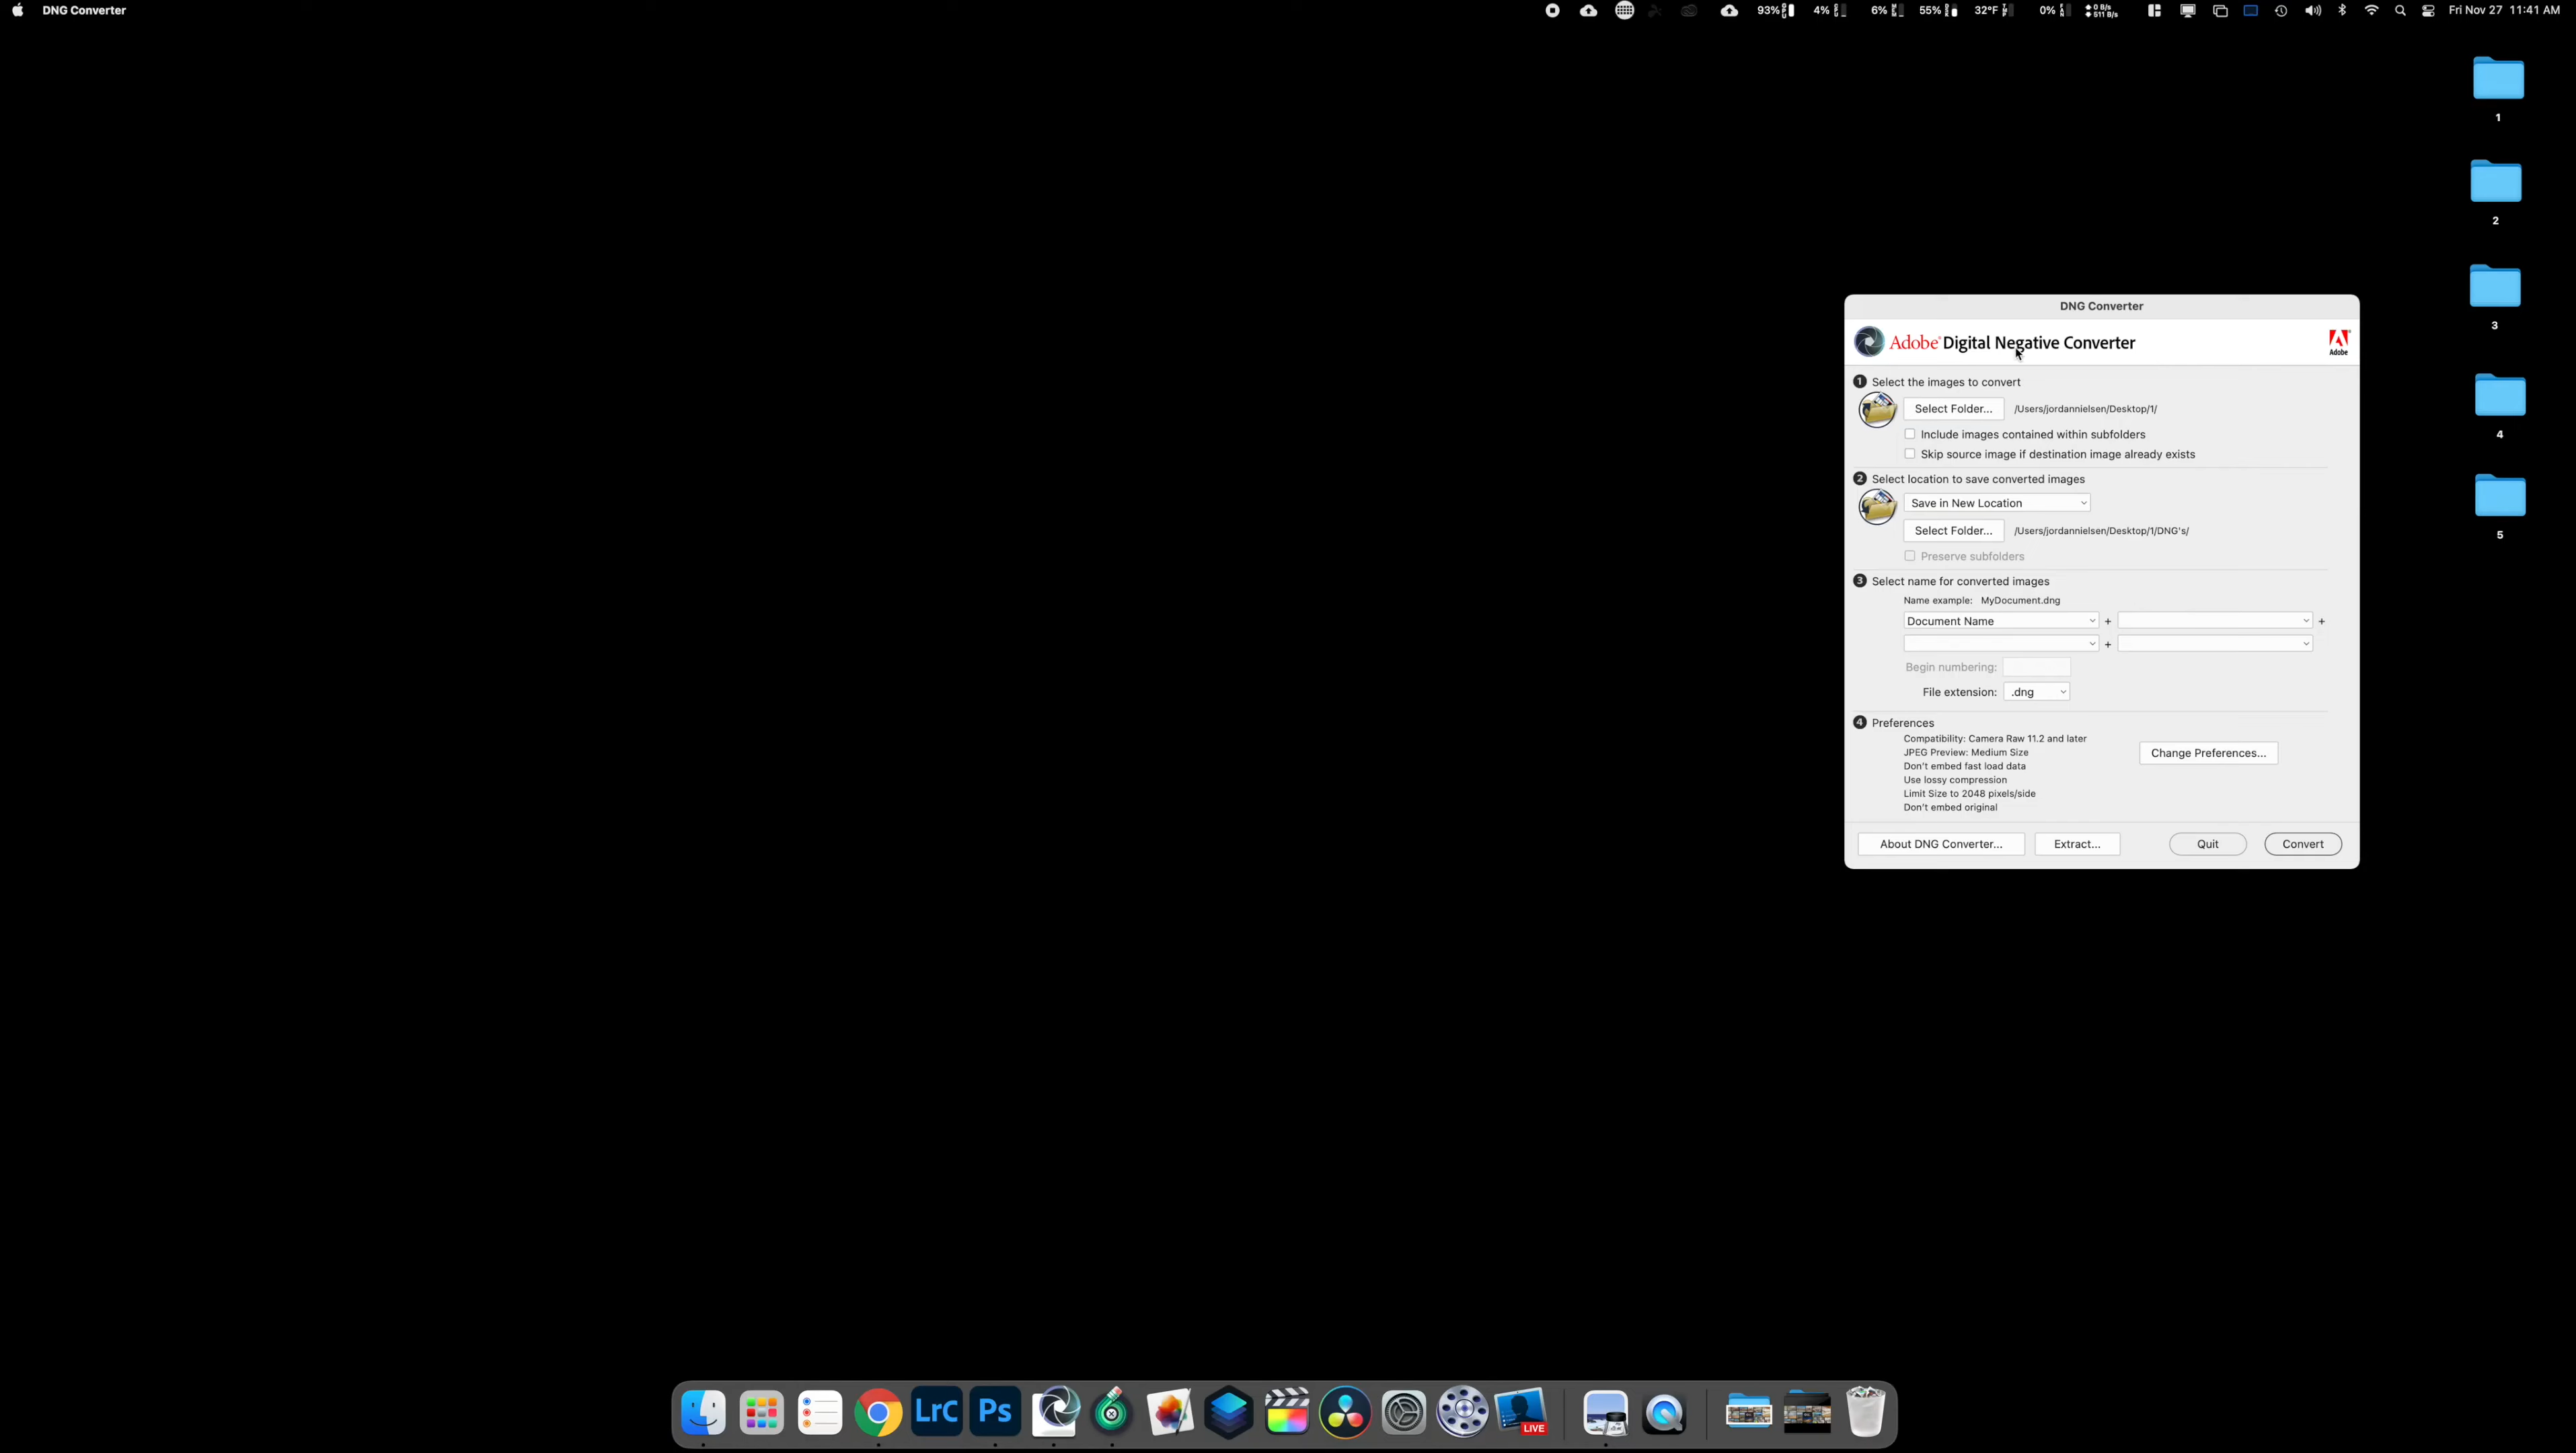 DNG Converter
93% 4% 6% 55% 32°F 0% 0 B/s 511 B/s Fri Nov 27 11:41 AM
1
2
3
4
5
DNG Converter
Adobe® Digital Negative Converter
Adobe
1 Select the images to convert
Select Folder... /Users/jordannielsen/Desktop/1/
Include images contained within subfolders
Skip source image if destination image already exists
2 Select location to save converted images
Save in New Location
Select Folder... /Users/jordannielsen/Desktop/1/DNG's/
Preserve subfolders
3 Select name for converted images
Name example: MyDocument.dng
Document Name + +
+
Begin numbering:
File extension: .dng
4 Preferences
Compatibility: Camera Raw 11.2 and later
JPEG Preview: Medium Size
Don't embed fast load data
Use lossy compression
Limit Size to 2048 pixels/side
Don't embed original
Change Preferences...
About DNG Converter... Extract... Quit Convert
LrC Ps LIVE